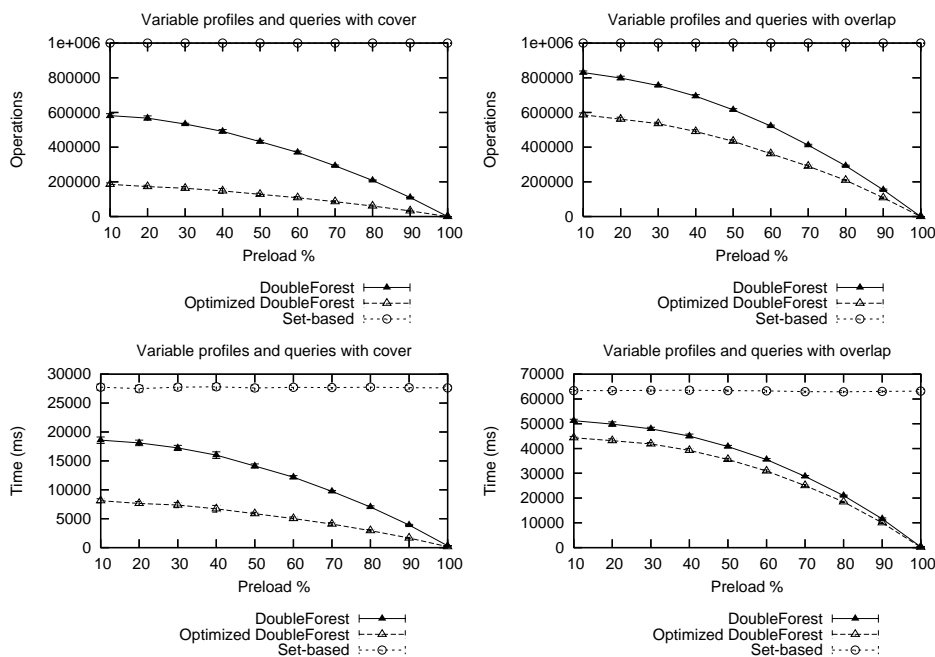 Variable profiles and queries with cover
1e+006
800000
600000
400000
200000
0
Operations
10 20 30 40 50 60 70 80 90 100
Preload %
DoubleForest
Optimized DoubleForest
Set-based
Variable profiles and queries with overlap
1e+006
800000
600000
400000
200000
0
Operations
10 20 30 40 50 60 70 80 90 100
Preload %
DoubleForest
Optimized DoubleForest
Set-based
Variable profiles and queries with cover
30000
25000
20000
15000
10000
5000
0
Time (ms)
10 20 30 40 50 60 70 80 90 100
Preload %
DoubleForest
Optimized DoubleForest
Set-based
Variable profiles and queries with overlap
70000
60000
50000
40000
30000
20000
10000
0
Time (ms)
10 20 30 40 50 60 70 80 90 100
Preload %
DoubleForest
Optimized DoubleForest
Set-based